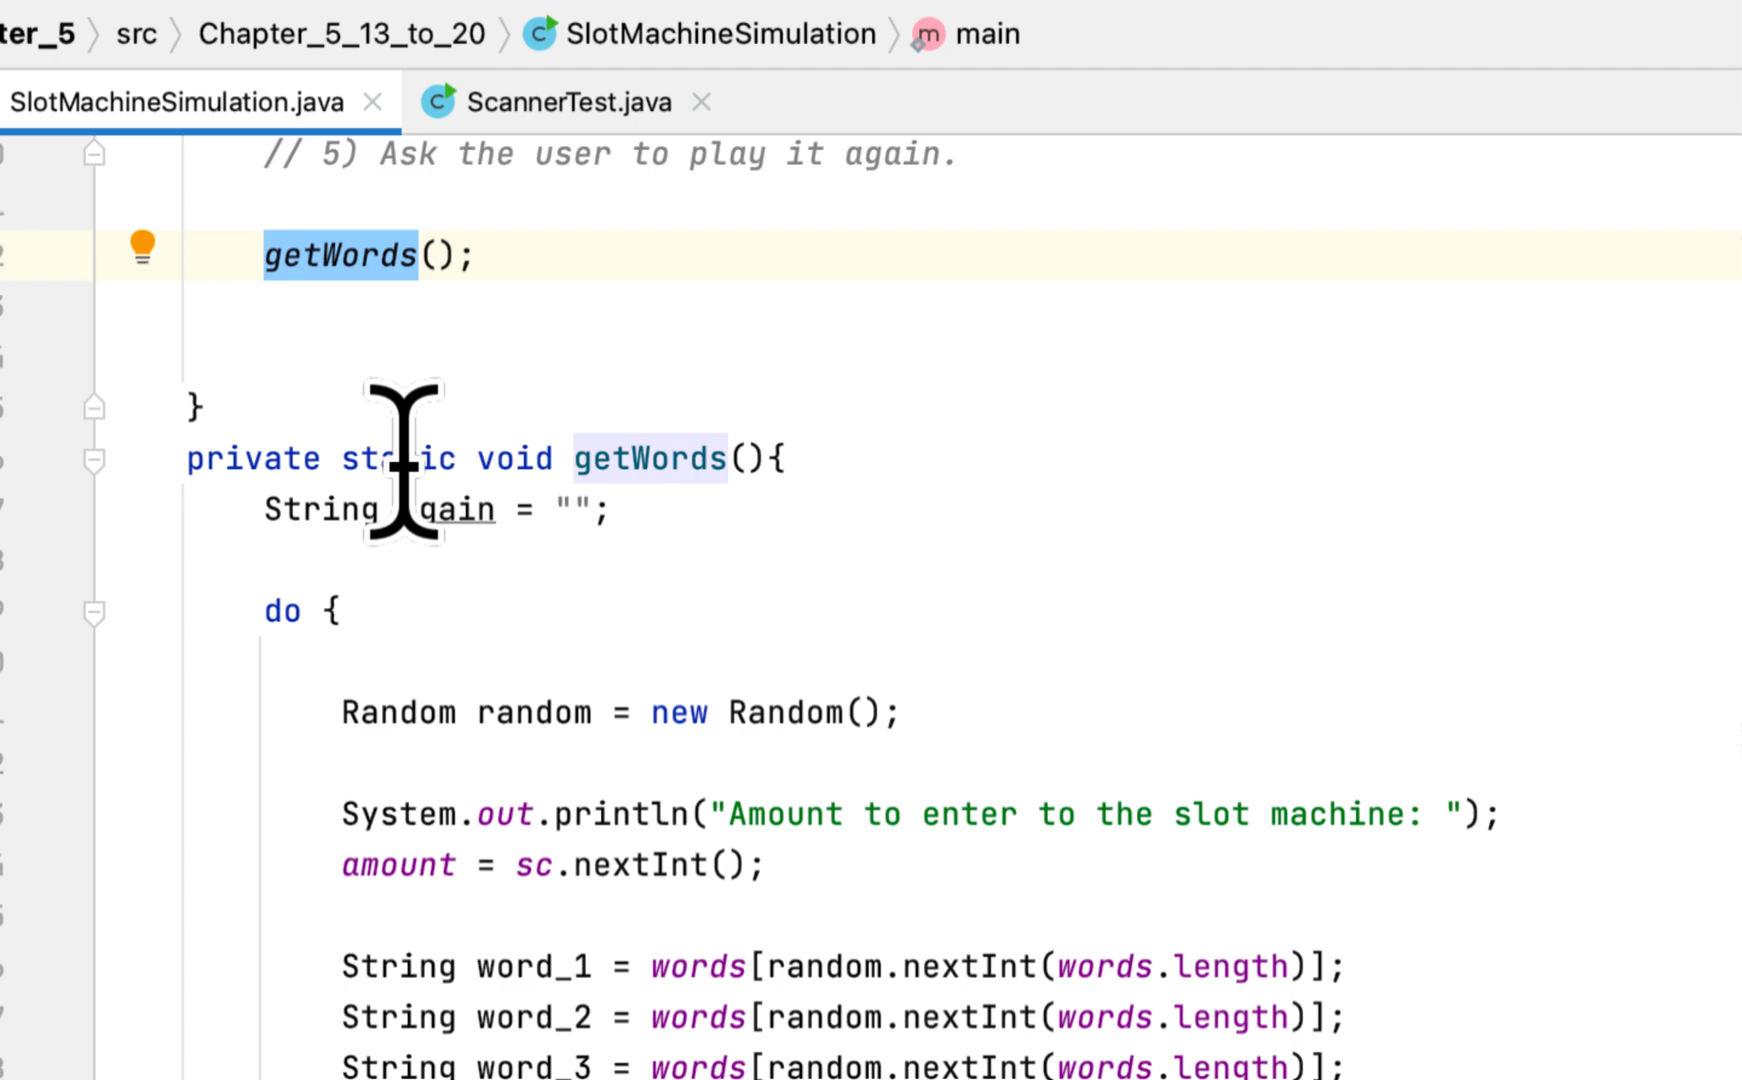 ter_5 src Chapter_5_13_to_20 C SlotMachineSimulation m main
SlotMachineSimulation.java C ScannerTest.java
// 5) Ask the user to play it again.
getWords();
}
private static void getWords(){
String again = "";
do {
Random random = new Random();
System.out.println("Amount to enter to the slot machine: ");
amount = sc.nextInt();
String word_1 = words[random.nextInt(words.length)];
String word_2 = words[random.nextInt(words.length)];
String word_3 = words[random.nextInt(words.length)];